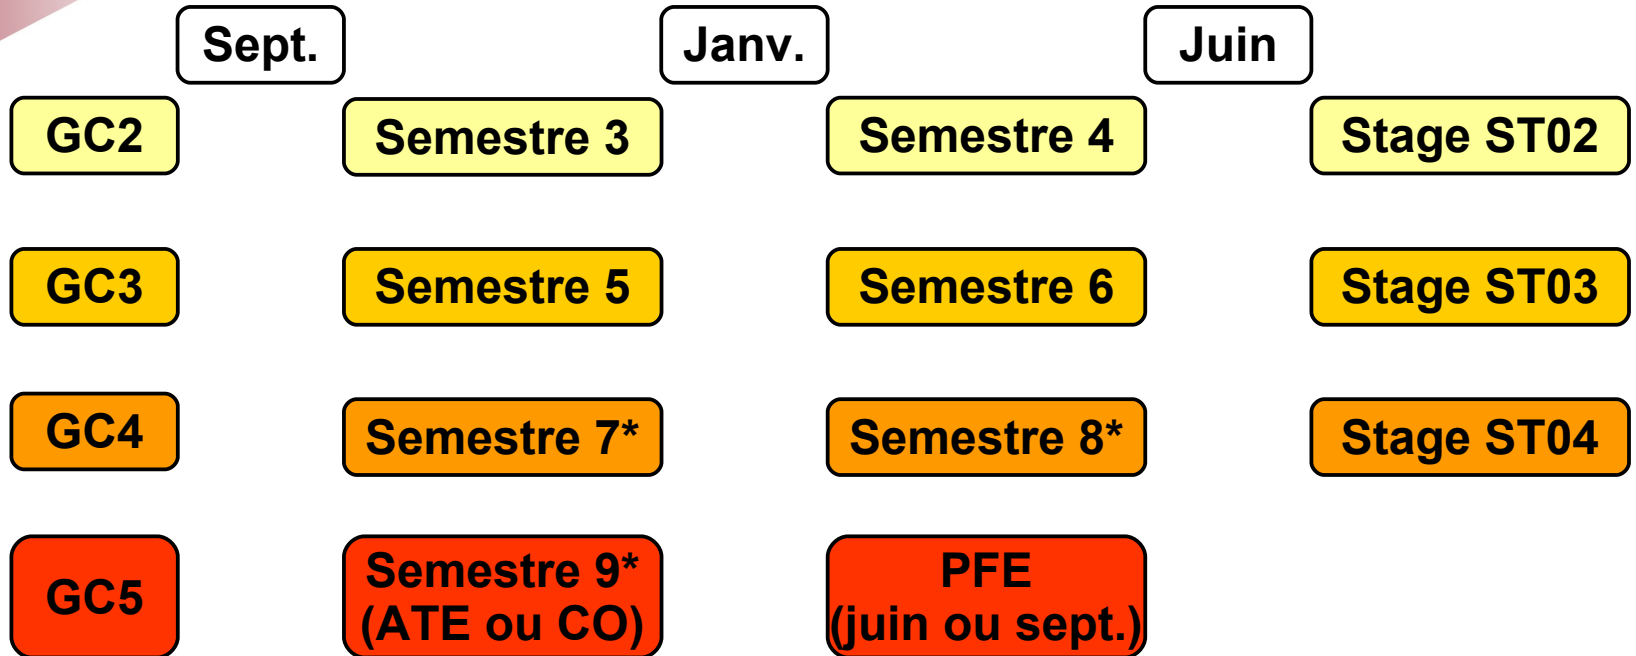 Sept. Janv. Juin
GC2 Semestre 3 Semestre 4 Stage ST02
GC3 Semestre 5 Semestre 6 Stage ST03
GC4 Semestre 7* Semestre 8* Stage ST04
GC5 Semestre 9* (ATE ou CO) PFE (juin ou sept.)